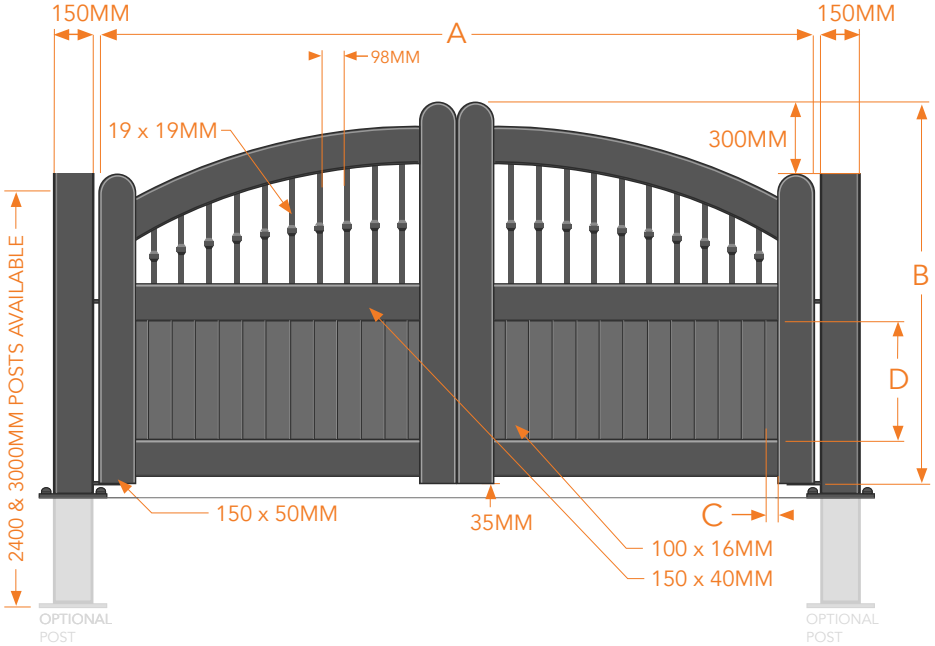 150MM
150MM
A
98MM
19 x 19MM
300MM
2400 & 3000MM POSTS AVAILABLE
B
D
150 x 50MM
35MM
C
100 x 16MM
150 x 40MM
OPTIONAL
POST
OPTIONAL
POST